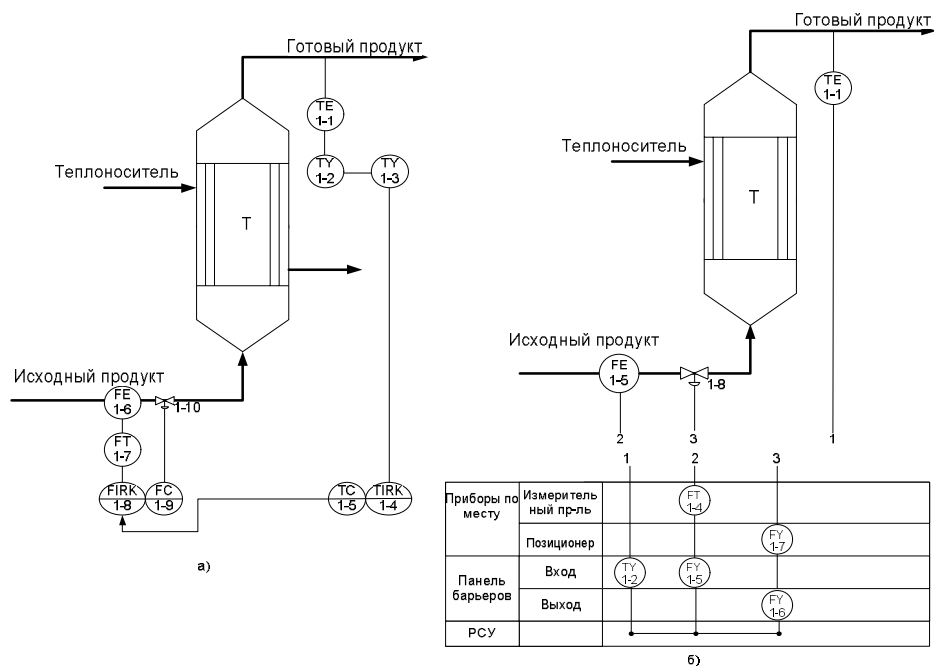 Готовый продукт
TE
1-1
TY
1-2
TY
1-3
Теплоноситель
T
Исходный продукт
FE
1-6
1-10
FT
1-7
FIRK
1-8
FC
1-9
TC
1-5
TIRK
1-4
а)
Готовый продукт
TE
1-1
Теплоноситель
T
Исходный продукт
FE
1-5
1-8
2
3
1
1
2
3
Приборы по
месту
Измеритель
ный пр-ль
FT
1-4
Позиционер
FY
1-7
Панель
барьеров
Вход
TY
1-2
FY
1-5
Выход
FY
1-6
РСУ
б)